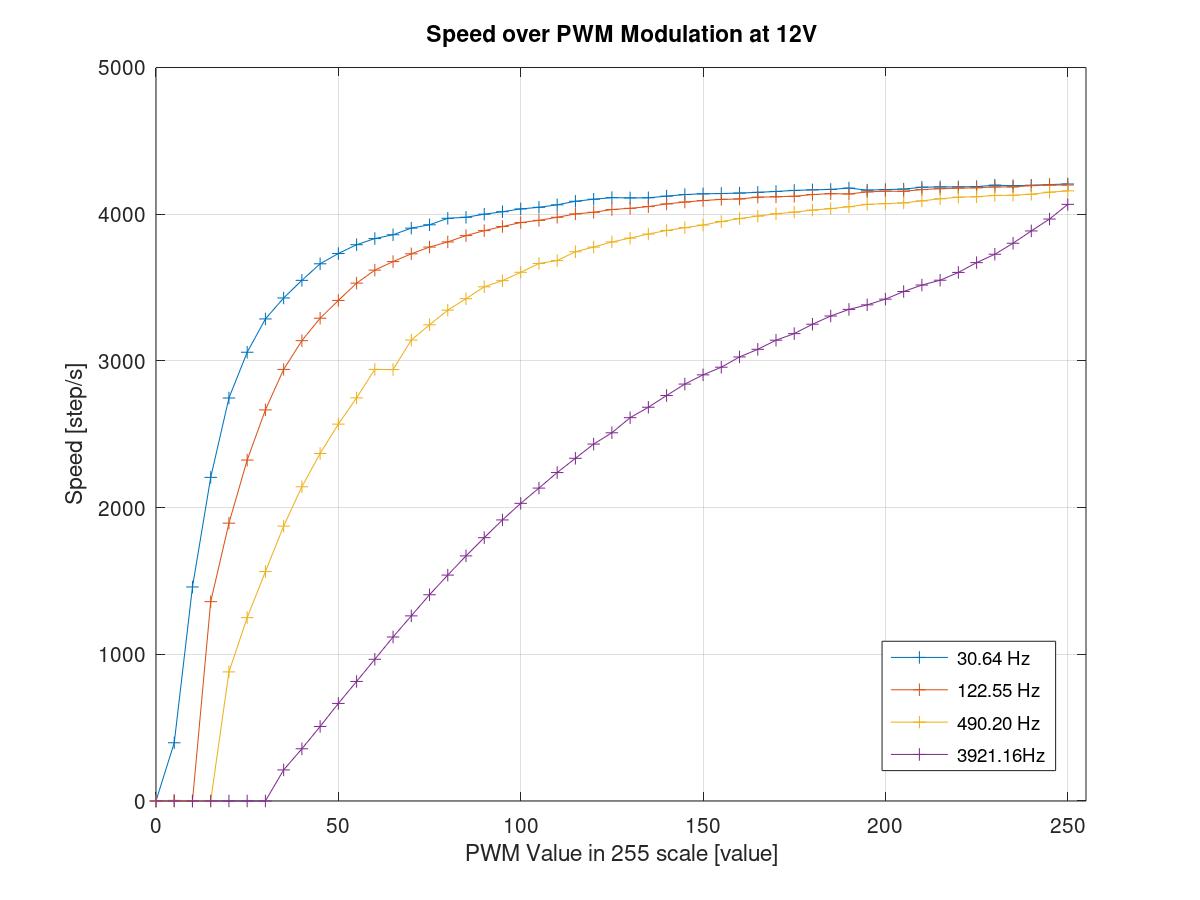 Speed over PWM Modulation at 12V
5000
4000
3000
2000
1000
0
Speed [step/s]
0 50 100 150 200 250
PWM Value in 255 scale [value]
30.64 Hz
122.55 Hz
490.20 Hz
3921.16Hz